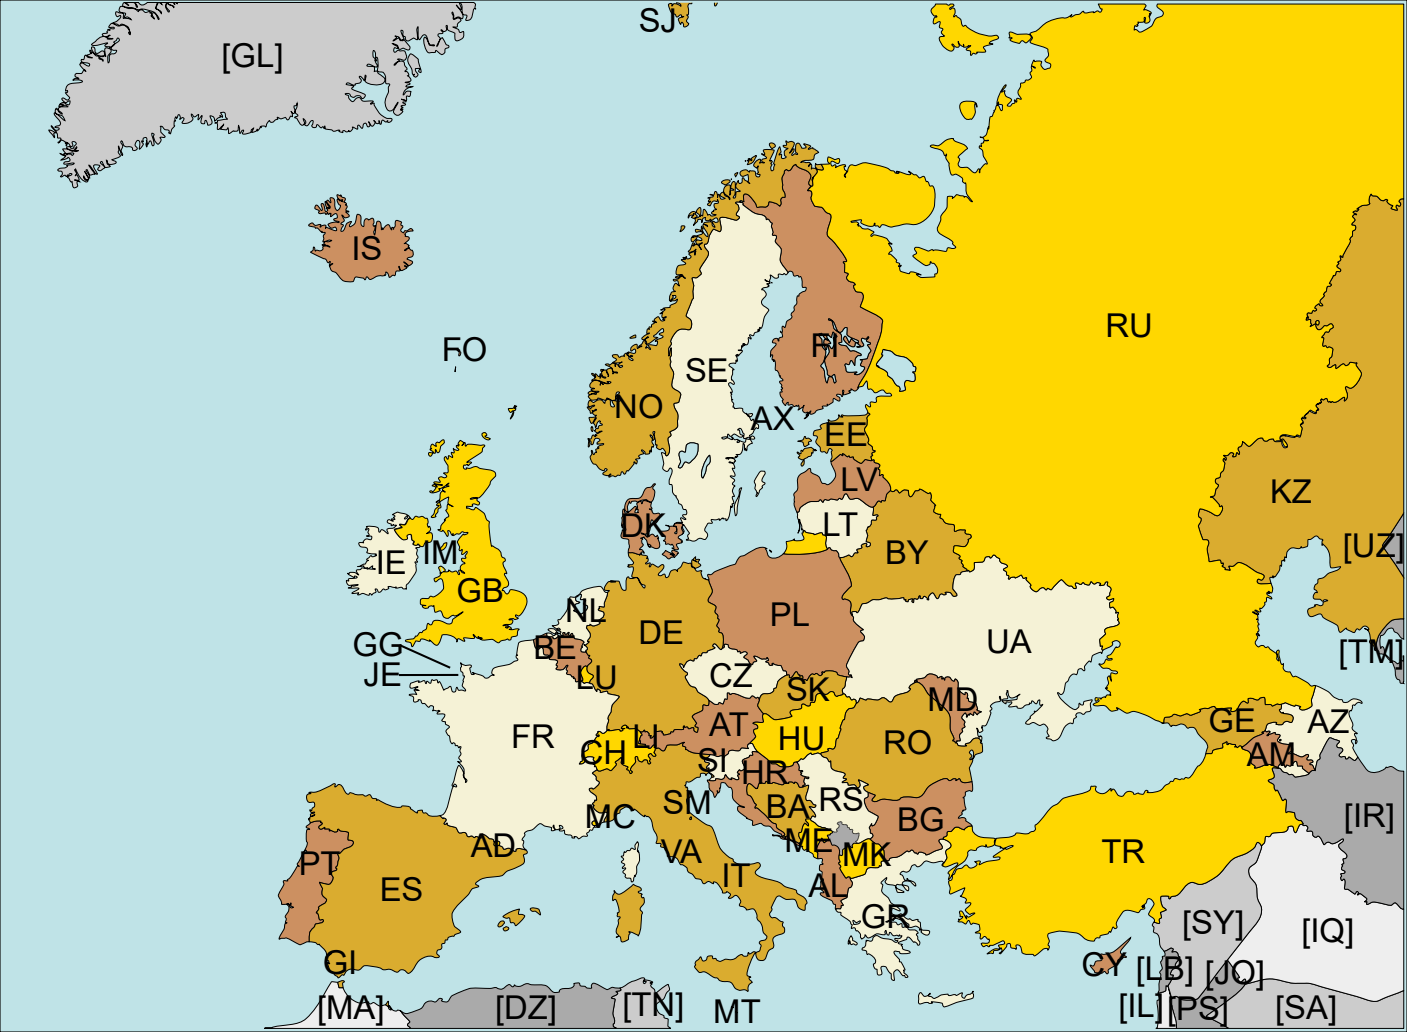 SJ
[GL]
IS
RU
FO
FI
SE
NO
AX
EE
LV
KZ
DK
LT
[UZ]
IM
BY
IE
GB
NL
PL
DE
UA
GG
BE
[TM]
JE
LU
CZ
SK
MD
FR
AT
GE
AZ
LI
HU
RO
CH
AM
SI
HR
SM
BA
RS
MC
BG
[IR]
ME
AD
VA
MK
TR
PT
IT
AL
ES
GR
[SY]
[IQ]
GI
CY
[LB]
[JO]
[MA]
[DZ]
[TN]
MT
[IL]
[PS]
[SA]